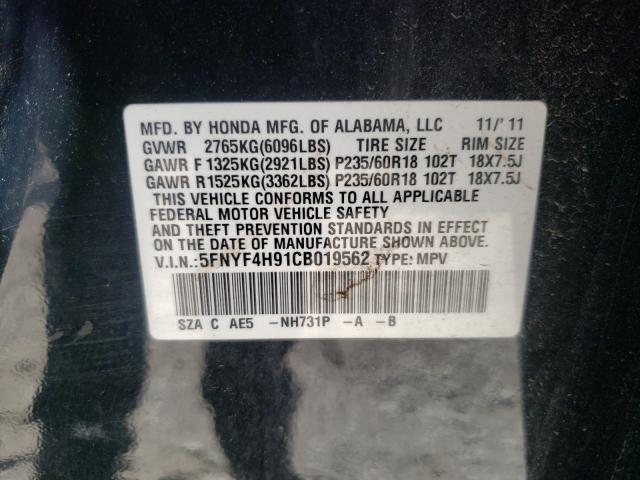 MFD. BY HONDA MFG. OF ALABAMA, LLC 11/'11
GVWR 2765KG(6096LBS) TIRE SIZE RIM SIZE
GAWR F 1325KG(2921LBS) P235/60R18 102T 18X7.5J
GAWR R1525KG(3362LBS) P235/60R18 102T 18X7.5J
THIS VEHICLE CONFORMS TO ALL APPLICABLE
FEDERAL MOTOR VEHICLE SAFETY
AND THEFT PREVENTION STANDARDS IN EFFECT
ON THE DATE OF MANUFACTURE SHOWN ABOVE.
V.I.N.: 5FNYF4H91CB019562 TYPE: MPV
SZA C AE5 -NH731P -A -B